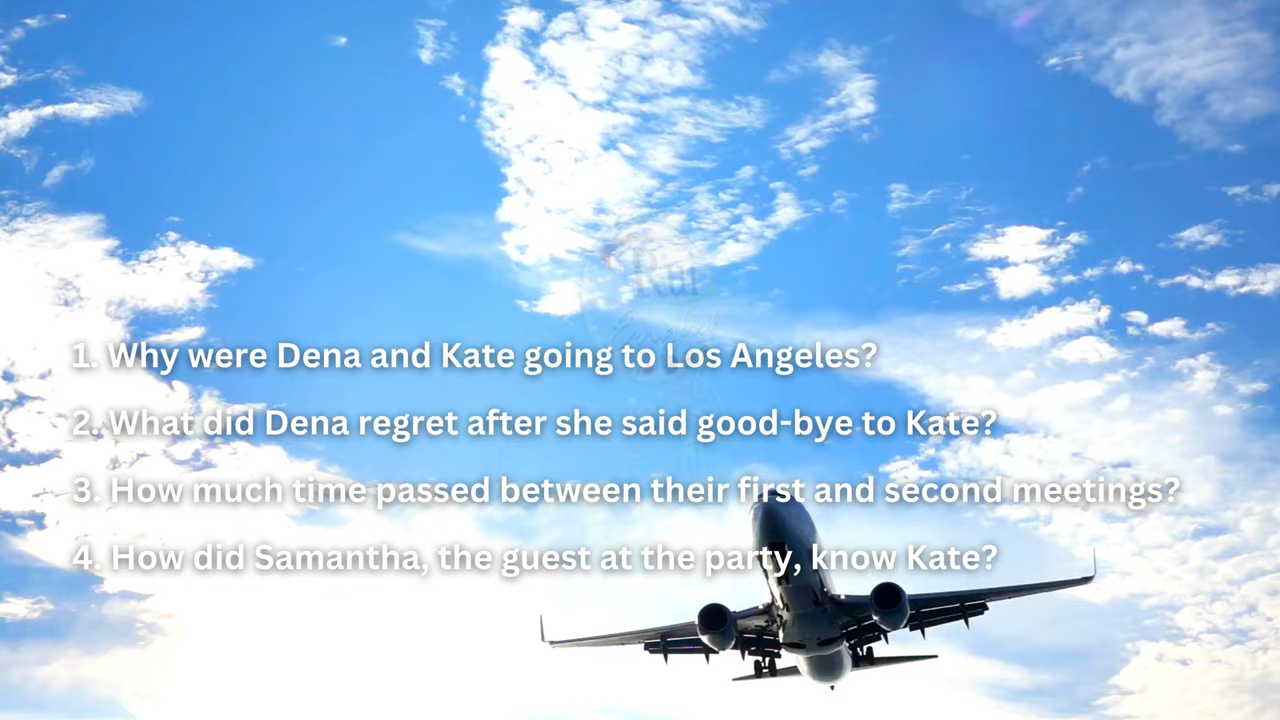 1. Why were Dena and Kate going to Los Angeles?
2. What did Dena regret after she said good-bye to Kate?
3. How much time passed between their first and second meetings?
4. How did Samantha, the guest at the party, know Kate?